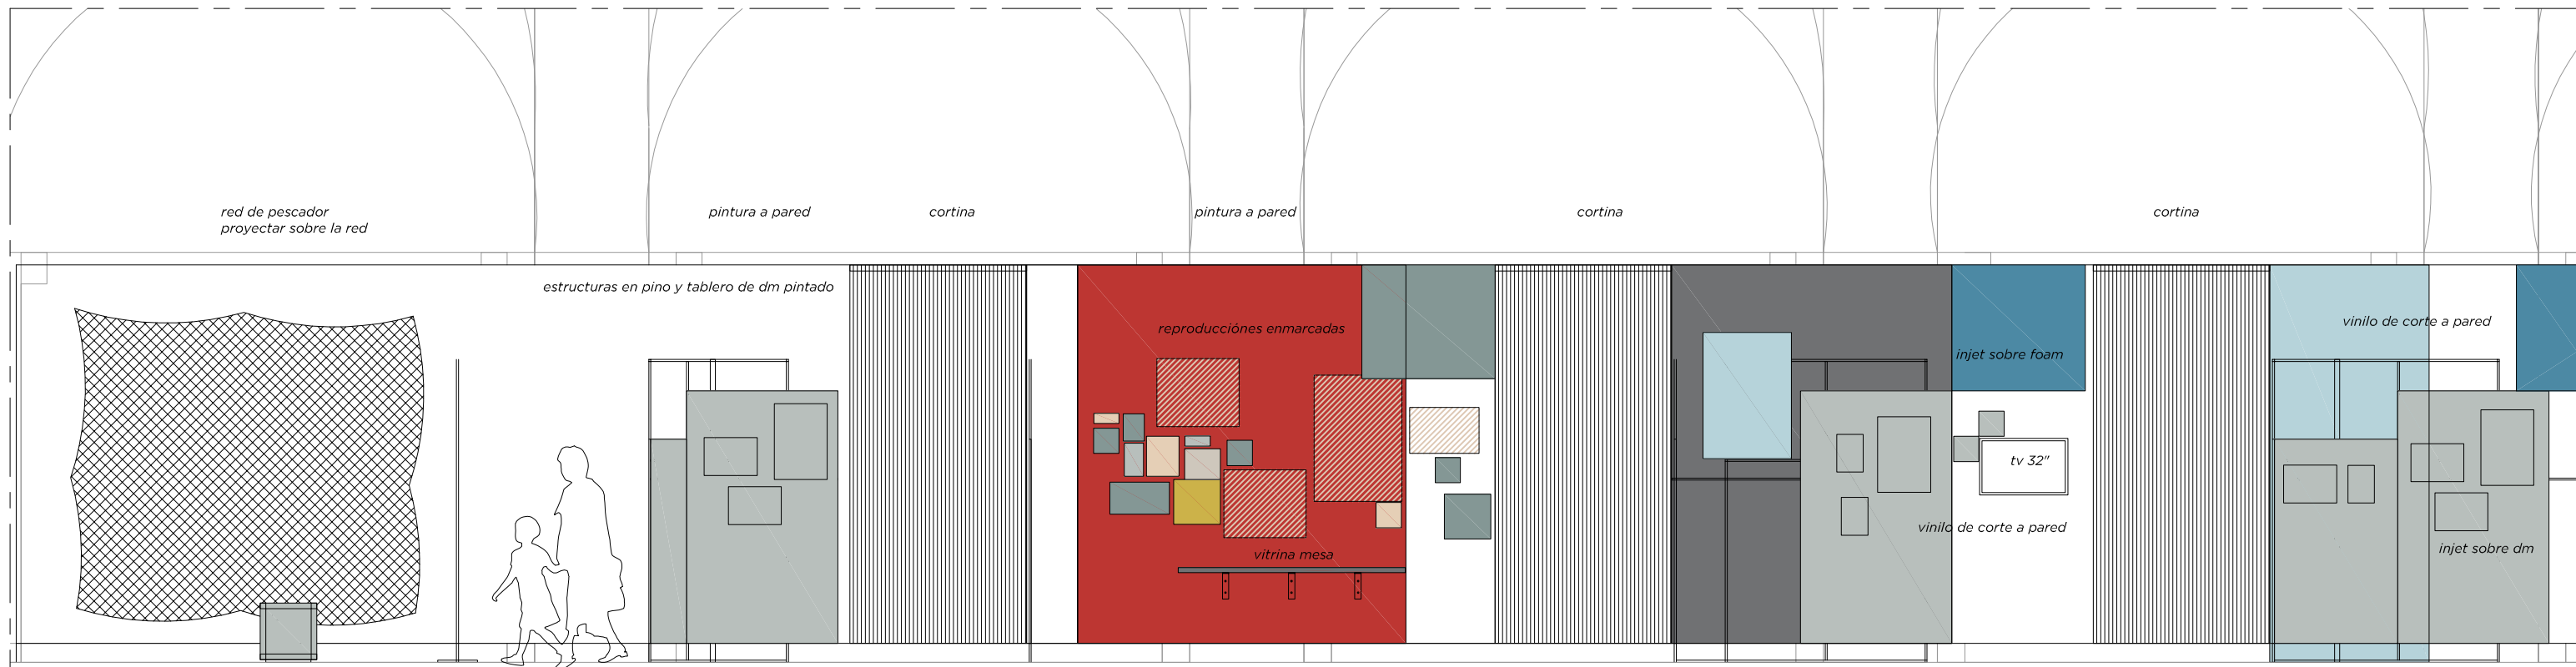 red de pescador
proyectar sobre la red
pintura a pared
cortina
pintura a pared
cortina
cortina
estructuras en pino y tablero de dm pintado
reproducciónes enmarcadas
vinilo de corte a pared
injet sobre foam
tv 32"
vinilo de corte a pared
injet sobre dm
vitrina mesa